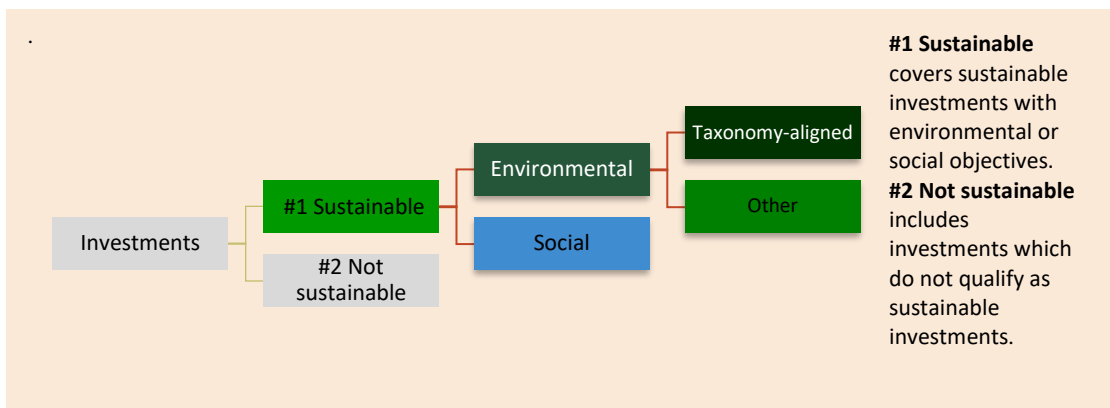 .
Investments
#1 Sustainable
#2 Not
sustainable
Environmental
Social
Taxonomy-aligned
Other
#1 Sustainable
covers sustainable
investments with
environmental or
social objectives.
#2 Not sustainable
includes
investments which
do not qualify as
sustainable
investments.